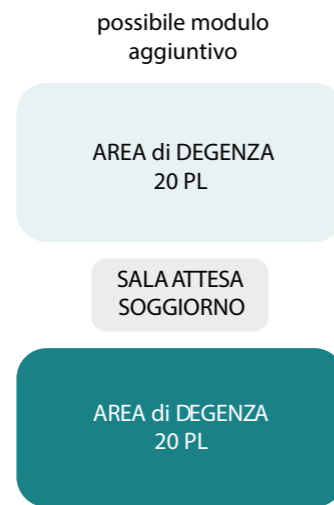 possibile modulo
aggiuntivo
AREA di DEGENZA
20 PL
SALA ATTESA
SOGGIORNO
AREA di DEGENZA
20 PL